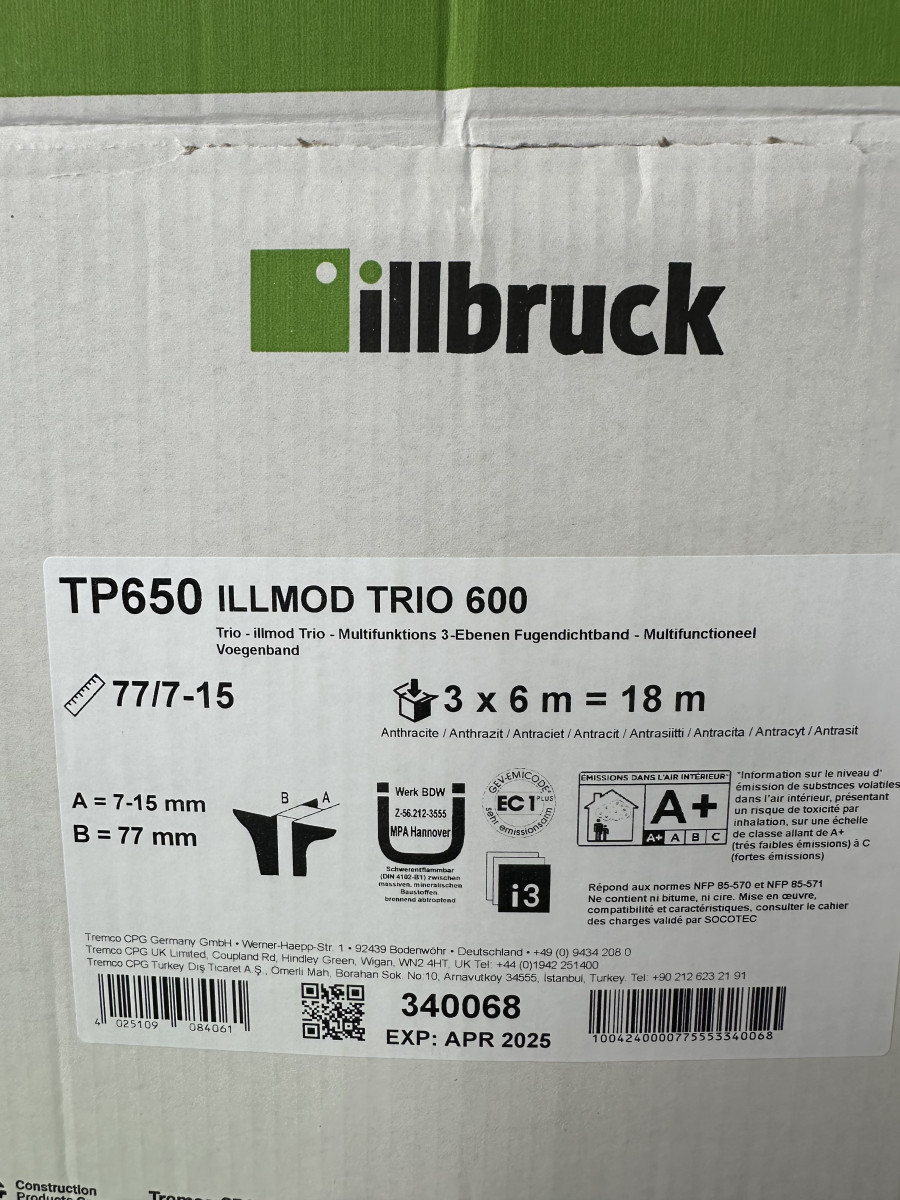 illbruck
TP650 ILLMOD TRIO 600
Trio - illmod Trio - Multifunktions 3-Ebenen Fugendichtband - Multifunctioneel
Voegenband
77/7-15
3 x 6 m = 18 m
Anthracite / Anthrazit / Antraciet / Antracit / Antrasiitti / Antracita / Antracyt / Antrasit
A = 7-15 mm
B = 77 mm
B A
Werk BDW
Z-56.212-3555
MPA Hannover
Schwerentflammbar
(DIN 4102-B1) zwischen
massiven, mineralischen
Baustoffen,
brennend abtropfend
GEV-EMICODE
EC 1 PLUS
sehr emissionsarm
i3
ÉMISSIONS DANS L'AIR INTÉRIEUR*
A+
A+ A B C
*Information sur le niveau d'
émission de substnces volatiles
dans l'air intérieur, présentant
un risque de toxicité par
inhalation, sur une échelle
de classe allant de A+
(trés faibles émissions) à C
(fortes émissions)
Répond aux normes NFP 85-570 et NFP 85-571
Ne contient ni bitume, ni cire. Mise en œuvre,
compatibilité et caractéristiques, consulter le cahier
des charges validé par SOCOTEC
Tremco CPG Germany GmbH • Werner-Haepp-Str. 1 • 92439 Bodenwöhr • Deutschland • +49 (0) 9434 208 0
Tremco CPG UK Limited, Coupland Rd, Hindley Green, Wigan, WN2 4HT, UK Tel: +44 (0)1942 251400
Tremco CPG Turkey Dış Ticaret A.Ş., Ömerli Mah. Borahan Sok. No:10, Arnavutköy 34555, İstanbul, Turkey. Tel: +90 212 623 21 91
4 025109 084061
340068
EXP: APR 2025
1004240000775553340068
Construction
Products